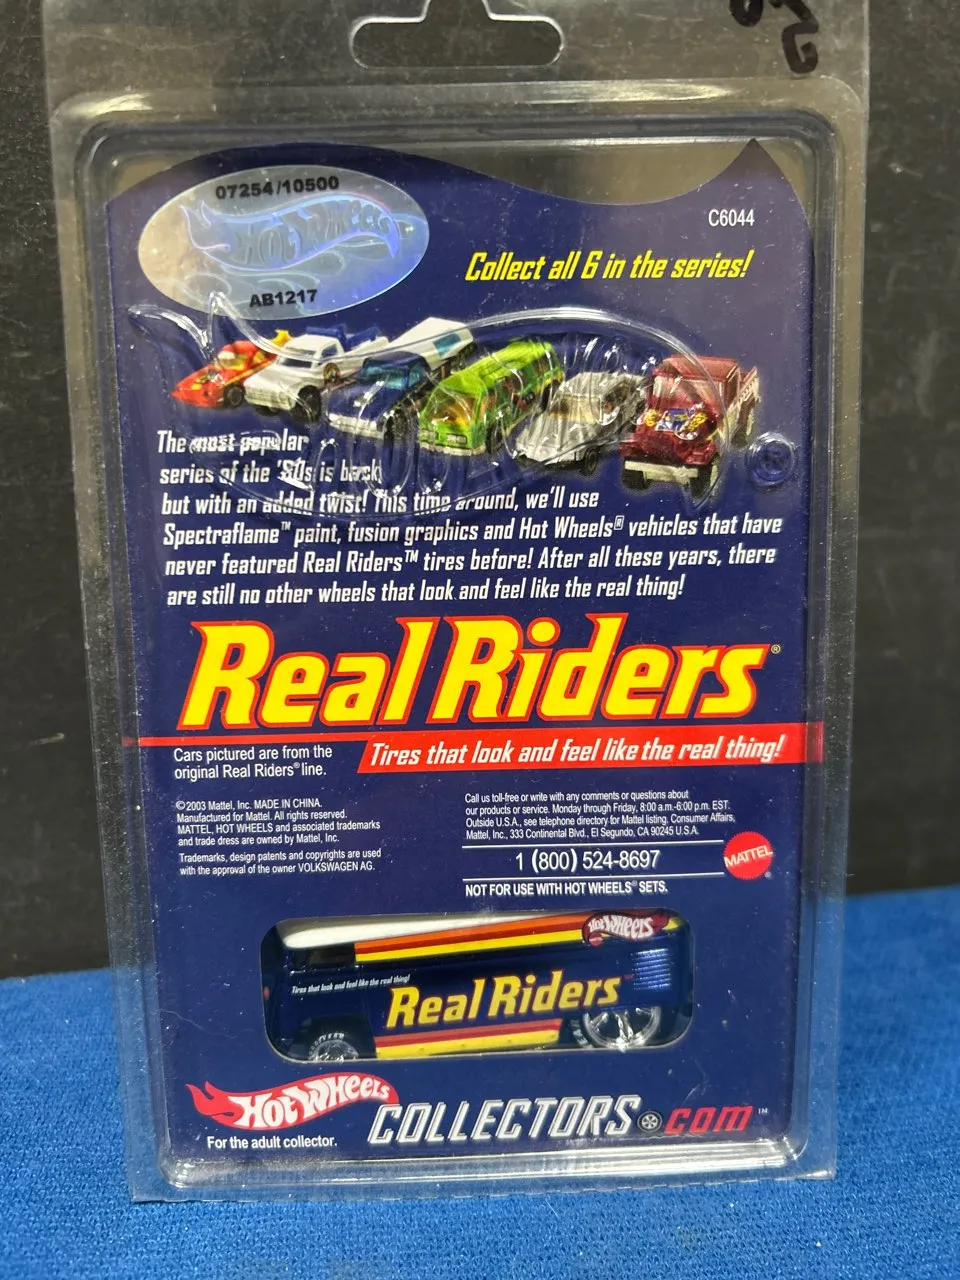 07254/10500
HOT WHEELS
AB1217
C6044
Collect all 6 in the series!
The most popular
series of the '80s is back,
but with an added twist! This time around, we'll use
Spectraflame™ paint, fusion graphics and Hot Wheels® vehicles that have
never featured Real Riders™ tires before! After all these years, there
are still no other wheels that look and feel like the real thing!
Real Riders®
Tires that look and feel like the real thing!
Cars pictured are from the
original Real Riders® line.
©2003 Mattel, Inc. MADE IN CHINA.
Manufactured for Mattel. All rights reserved.
MATTEL, HOT WHEELS and associated trademarks
and trade dress are owned by Mattel, Inc.
Trademarks, design patents and copyrights are used
with the approval of the owner VOLKSWAGEN AG.
Call us toll-free or write with any comments or questions about
our products or service. Monday through Friday, 8:00 a.m.-6:00 p.m. EST.
Outside U.S.A., see telephone directory for Mattel listing. Consumer Affairs,
Mattel, Inc., 333 Continental Blvd., El Segundo, CA 90245 U.S.A.
1 (800) 524-8697
MATTEL®
NOT FOR USE WITH HOT WHEELS® SETS.
HOT WHEELS
Tires that look and feel like the real thing!
Real Riders™
HOT WHEELS
COLLECTORS.com™
For the adult collector.